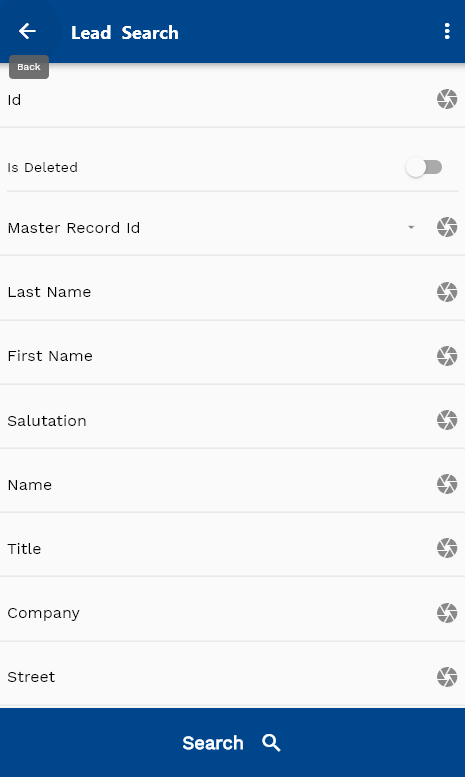 Lead Search
Back
Id
Is Deleted
Master Record Id
Last Name
First Name
Salutation
Name
Title
Company
Street
Search